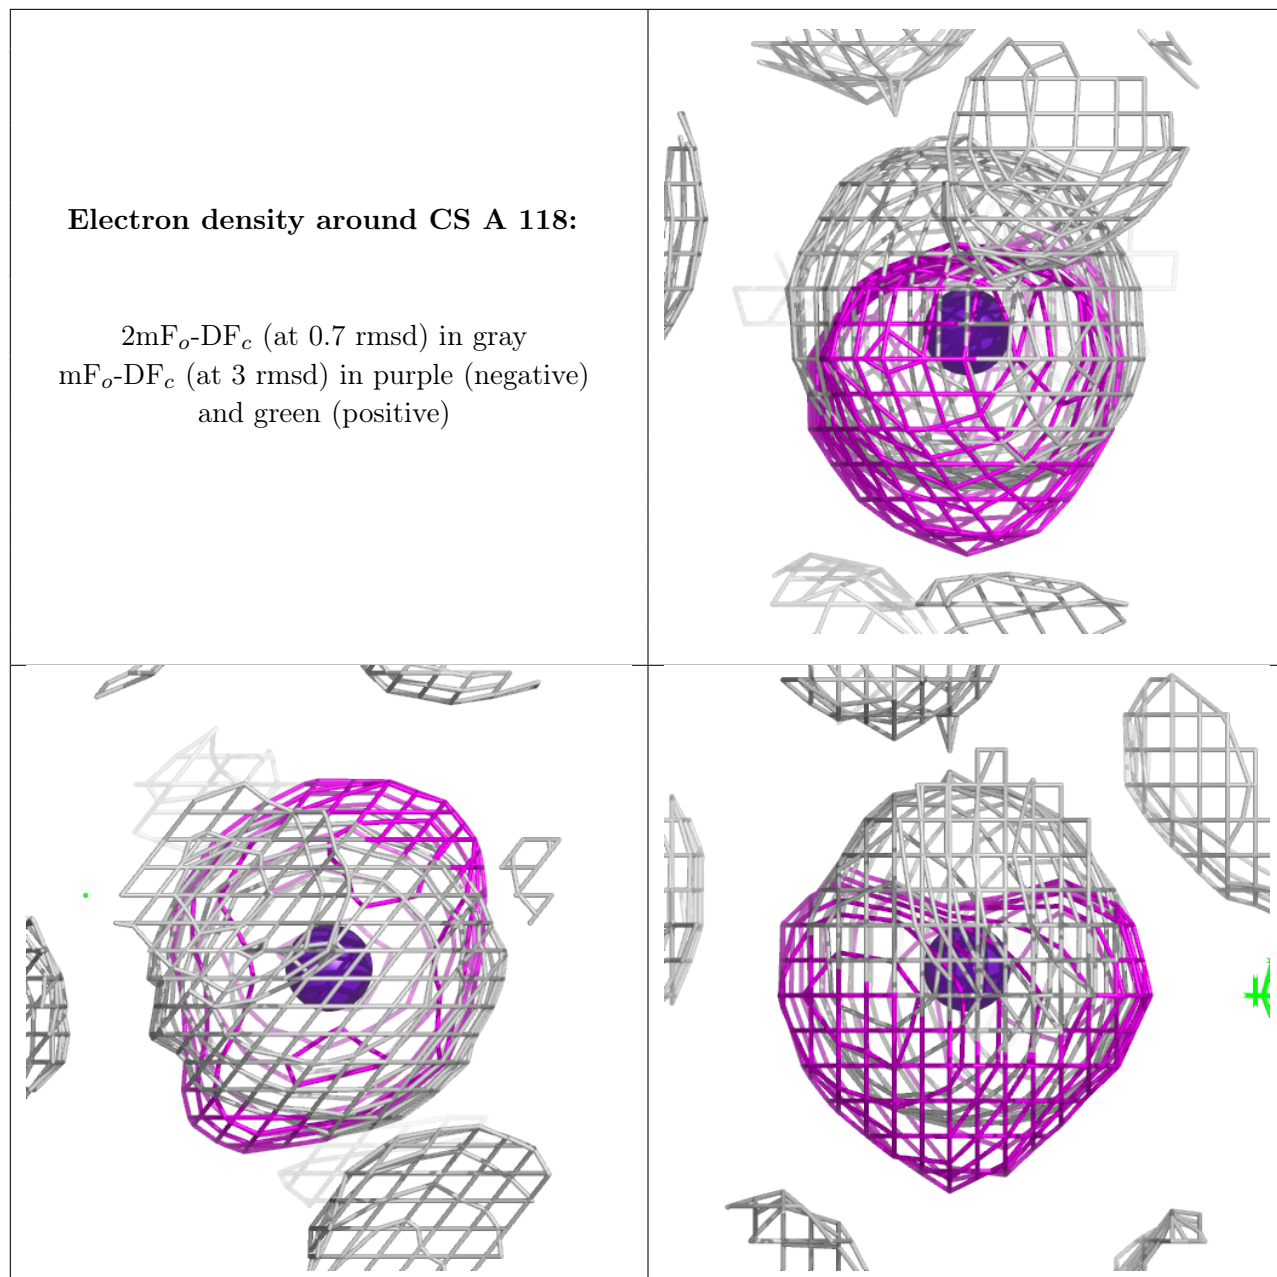 Electron density around CS A 118:
2mFo-DFc (at 0.7 rmsd) in gray
mFo-DFc (at 3 rmsd) in purple (negative)
and green (positive)